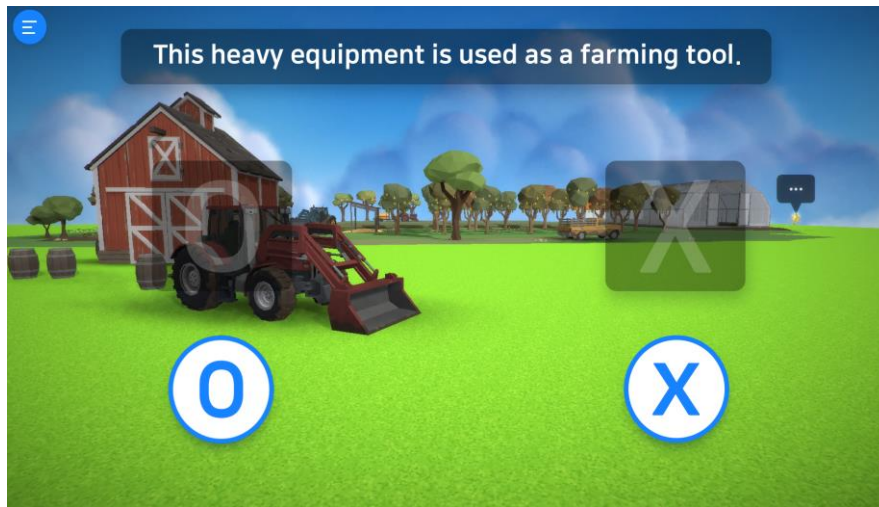 This heavy equipment is used as a farming tool.
O X
...
O X